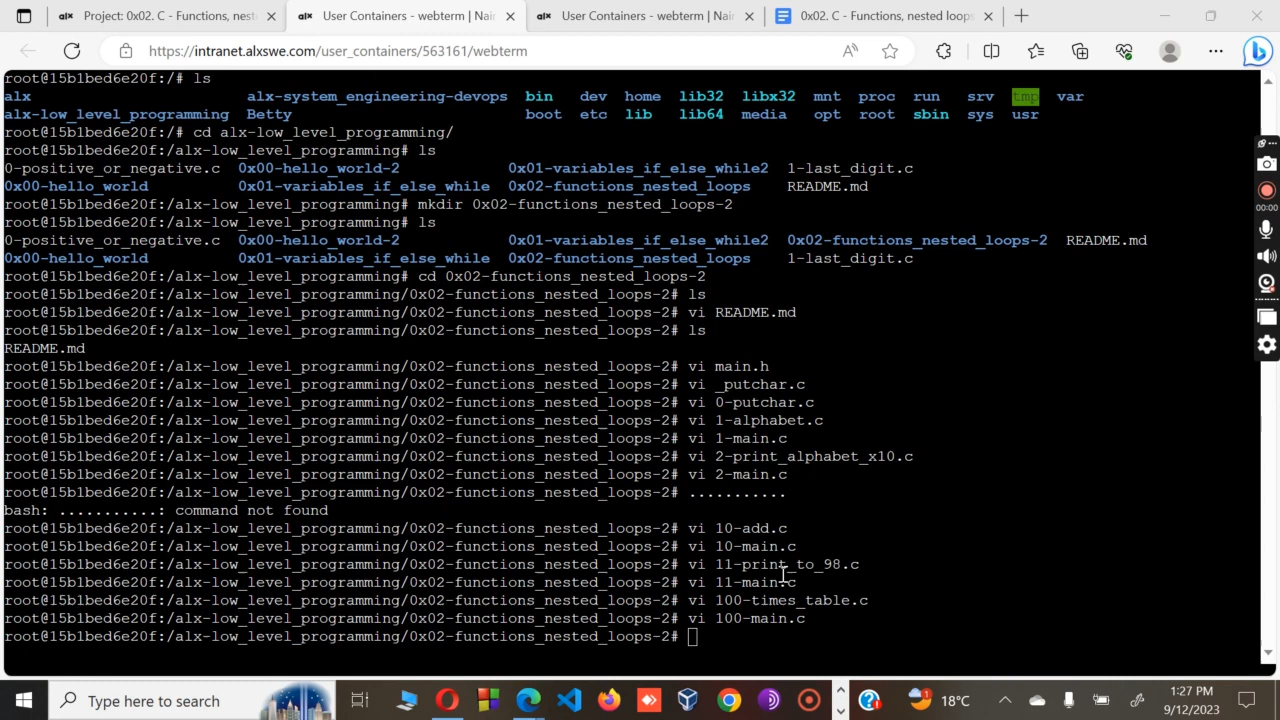 Project: 0x02. C - Functions, nest
User Containers - webterm | Nair
User Containers - webterm | Nair
0x02. C - Functions, nested loops
https://intranet.alxswe.com/user_containers/563161/webterm
root@15b1bed6e20f:/# ls
alx alx-system_engineering-devops bin dev home lib32 libx32 mnt proc run srv tmp var
alx-low_level_programming Betty boot etc lib lib64 media opt root sbin sys usr
root@15b1bed6e20f:/# cd alx-low_level_programming/
root@15b1bed6e20f:/alx-low_level_programming# ls
0-positive_or_negative.c 0x00-hello_world-2 0x01-variables_if_else_while2 1-last_digit.c
0x00-hello_world 0x01-variables_if_else_while 0x02-functions_nested_loops README.md
root@15b1bed6e20f:/alx-low_level_programming# mkdir 0x02-functions_nested_loops-2
root@15b1bed6e20f:/alx-low_level_programming# ls
0-positive_or_negative.c 0x00-hello_world-2 0x01-variables_if_else_while2 0x02-functions_nested_loops-2 README.md
0x00-hello_world 0x01-variables_if_else_while 0x02-functions_nested_loops 1-last_digit.c
root@15b1bed6e20f:/alx-low_level_programming# cd 0x02-functions_nested_loops-2
root@15b1bed6e20f:/alx-low_level_programming/0x02-functions_nested_loops-2# ls
root@15b1bed6e20f:/alx-low_level_programming/0x02-functions_nested_loops-2# vi README.md
root@15b1bed6e20f:/alx-low_level_programming/0x02-functions_nested_loops-2# ls
README.md
root@15b1bed6e20f:/alx-low_level_programming/0x02-functions_nested_loops-2# vi main.h
root@15b1bed6e20f:/alx-low_level_programming/0x02-functions_nested_loops-2# vi _putchar.c
root@15b1bed6e20f:/alx-low_level_programming/0x02-functions_nested_loops-2# vi 0-putchar.c
root@15b1bed6e20f:/alx-low_level_programming/0x02-functions_nested_loops-2# vi 1-alphabet.c
root@15b1bed6e20f:/alx-low_level_programming/0x02-functions_nested_loops-2# vi 1-main.c
root@15b1bed6e20f:/alx-low_level_programming/0x02-functions_nested_loops-2# vi 2-print_alphabet_x10.c
root@15b1bed6e20f:/alx-low_level_programming/0x02-functions_nested_loops-2# vi 2-main.c
root@15b1bed6e20f:/alx-low_level_programming/0x02-functions_nested_loops-2# ...........
bash: ...........: command not found
root@15b1bed6e20f:/alx-low_level_programming/0x02-functions_nested_loops-2# vi 10-add.c
root@15b1bed6e20f:/alx-low_level_programming/0x02-functions_nested_loops-2# vi 10-main.c
root@15b1bed6e20f:/alx-low_level_programming/0x02-functions_nested_loops-2# vi 11-print_to_98.c
root@15b1bed6e20f:/alx-low_level_programming/0x02-functions_nested_loops-2# vi 11-main.c
root@15b1bed6e20f:/alx-low_level_programming/0x02-functions_nested_loops-2# vi 100-times_table.c
root@15b1bed6e20f:/alx-low_level_programming/0x02-functions_nested_loops-2# vi 100-main.c
root@15b1bed6e20f:/alx-low_level_programming/0x02-functions_nested_loops-2#
00:00
Type here to search
18°C
1:27 PM
9/12/2023